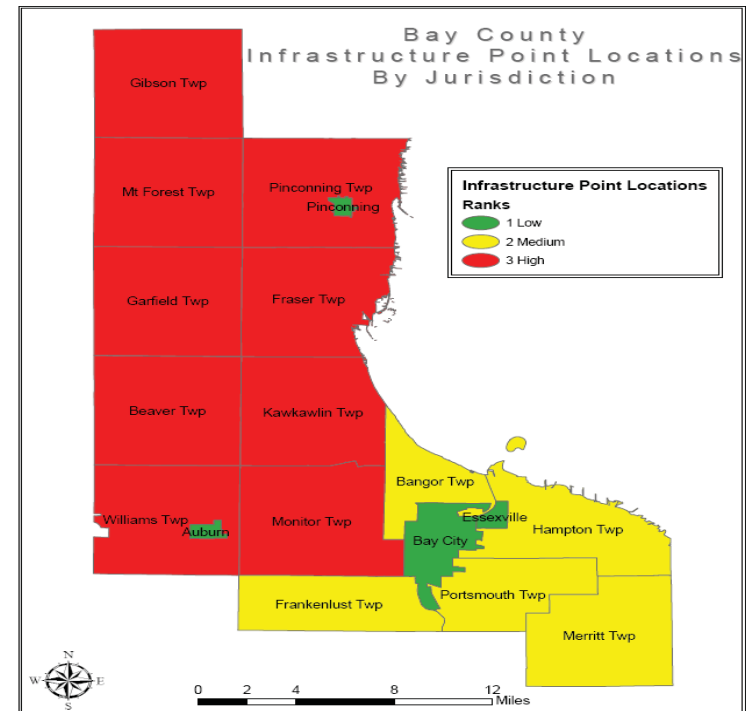 Bay County
Infrastructure Point Locations
By Jurisdiction
Gibson Twp
Mt Forest Twp
Pinconning Twp
Pinconning
Infrastructure Point Locations
Ranks
1 Low
2 Medium
3 High
Garfield Twp
Fraser Twp
Beaver Twp
Kawkawlin Twp
Bangor Twp
Williams Twp
Auburn
Monitor Twp
Essexville
Hampton Twp
Bay City
Frankenlust Twp
Portsmouth Twp
Merritt Twp
N
W
E
S
0 2 4 8 12
Miles